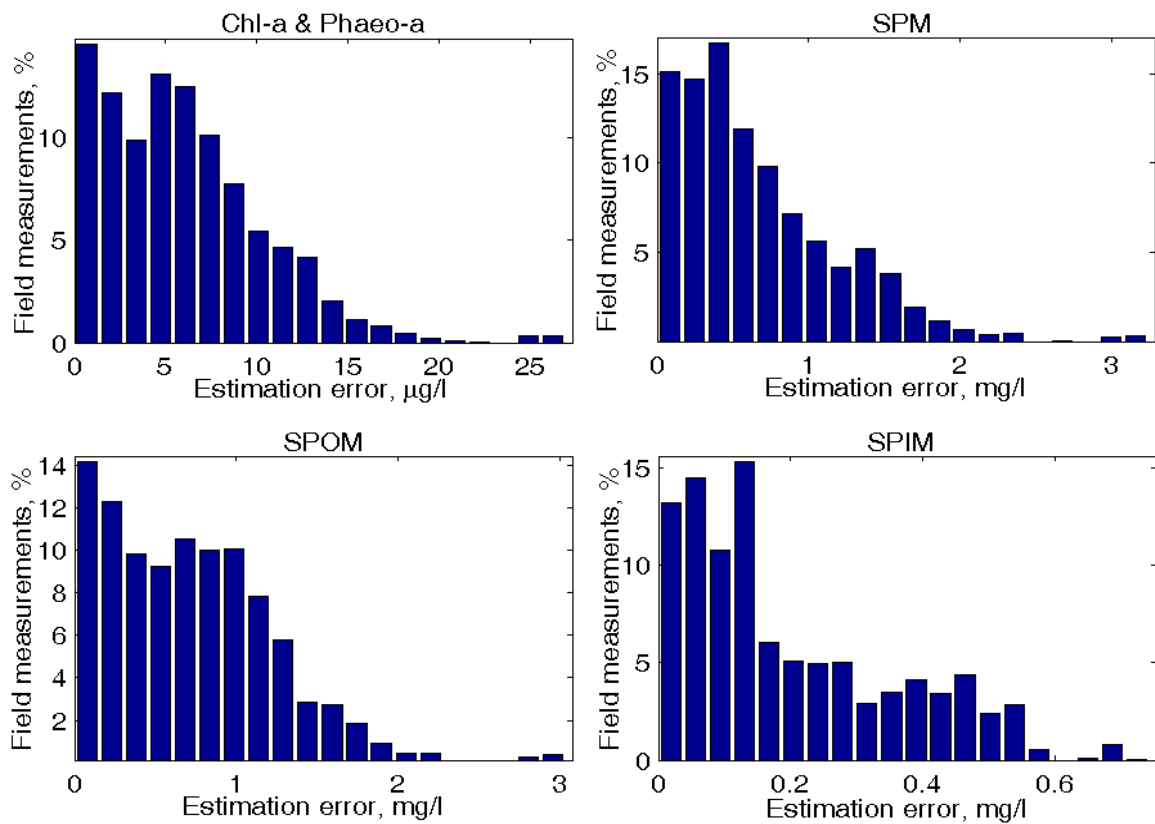 Chl-a & Phaeo-a
Field measurements, %
10
5
0
0 5 10 15 20 25
Estimation error, μg/l
SPM
Field measurements, %
15
10
5
0 1 2 3
Estimation error, mg/l
SPOM
Field measurements, %
14
12
10
8
6
4
2
0 1 2 3
Estimation error, mg/l
SPIM
Field measurements, %
15
10
5
0
0 0.2 0.4 0.6
Estimation error, mg/l